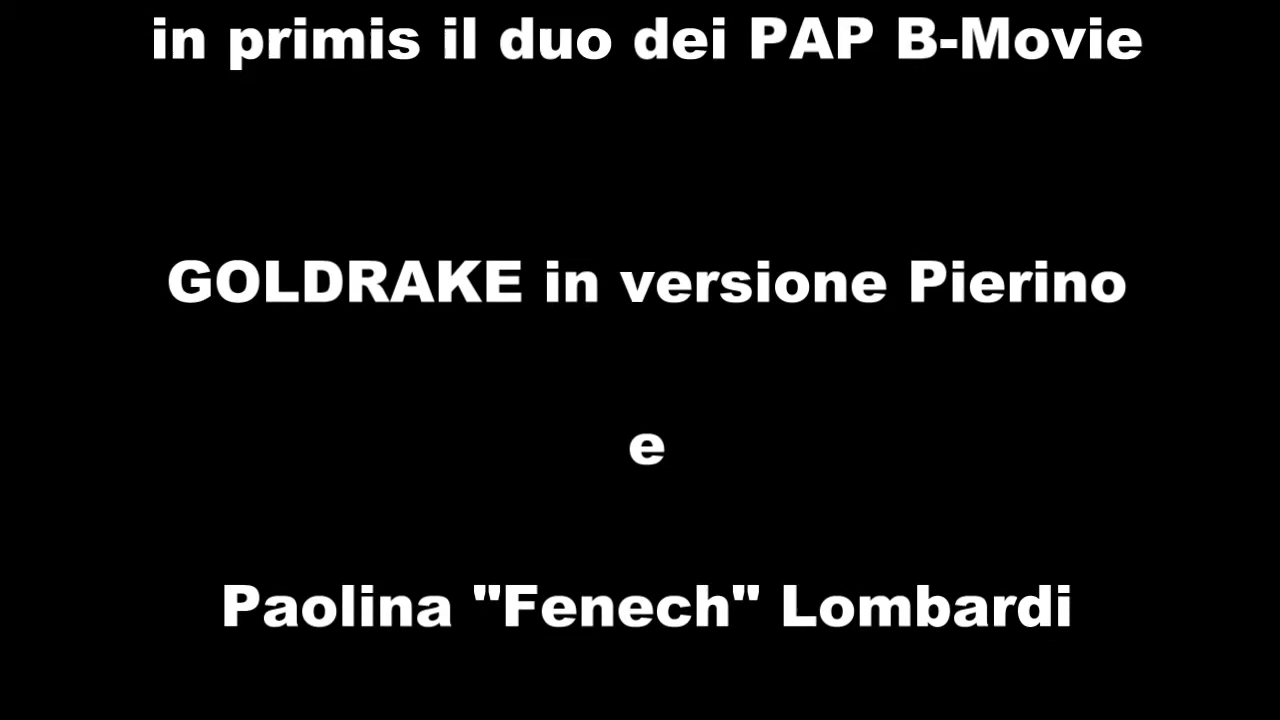 in primis il duo dei PAP B-Movie
GOLDRAKE in versione Pierino
e
Paolina "Fenech" Lombardi